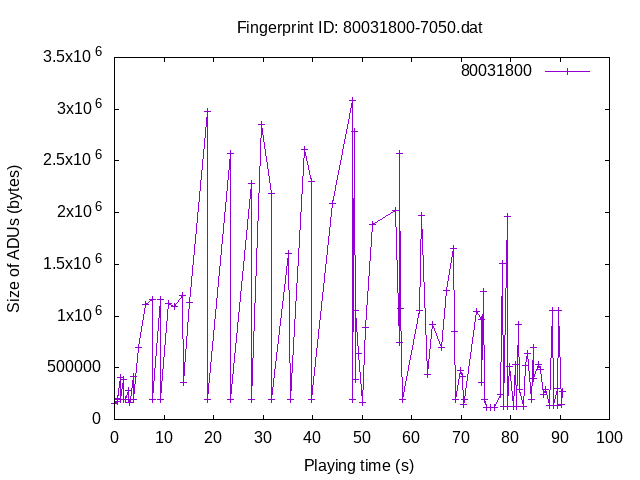 Fingerprint ID: 80031800-7050.dat
80031800
3.5x10^6
3x10^6
2.5x10^6
2x10^6
1.5x10^6
1x10^6
500000
0
Size of ADUs (bytes)
0 10 20 30 40 50 60 70 80 90 100
Playing time (s)